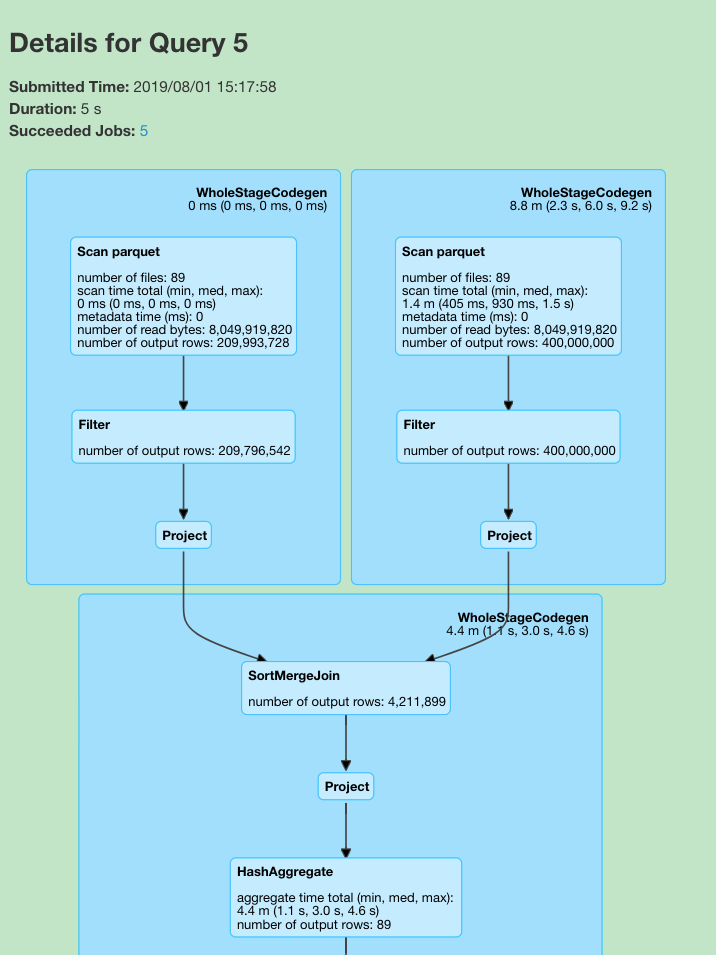 Details for Query 5
Submitted Time: 2019/08/01 15:17:58
Duration: 5 s
Succeeded Jobs: 5
WholeStageCodegen
0 ms (0 ms, 0 ms, 0 ms)
Scan parquet
number of files: 89
scan time total (min, med, max):
0 ms (0 ms, 0 ms, 0 ms)
metadata time (ms): 0
number of read bytes: 8,049,919,820
number of output rows: 209,993,728
Filter
number of output rows: 209,796,542
Project
WholeStageCodegen
8.8 m (2.3 s, 6.0 s, 9.2 s)
Scan parquet
number of files: 89
scan time total (min, med, max):
1.4 m (405 ms, 930 ms, 1.5 s)
metadata time (ms): 0
number of read bytes: 8,049,919,820
number of output rows: 400,000,000
Filter
number of output rows: 400,000,000
Project
WholeStageCodegen
4.4 m (1.1 s, 3.0 s, 4.6 s)
SortMergeJoin
number of output rows: 4,211,899
Project
HashAggregate
aggregate time total (min, med, max):
4.4 m (1.1 s, 3.0 s, 4.6 s)
number of output rows: 89